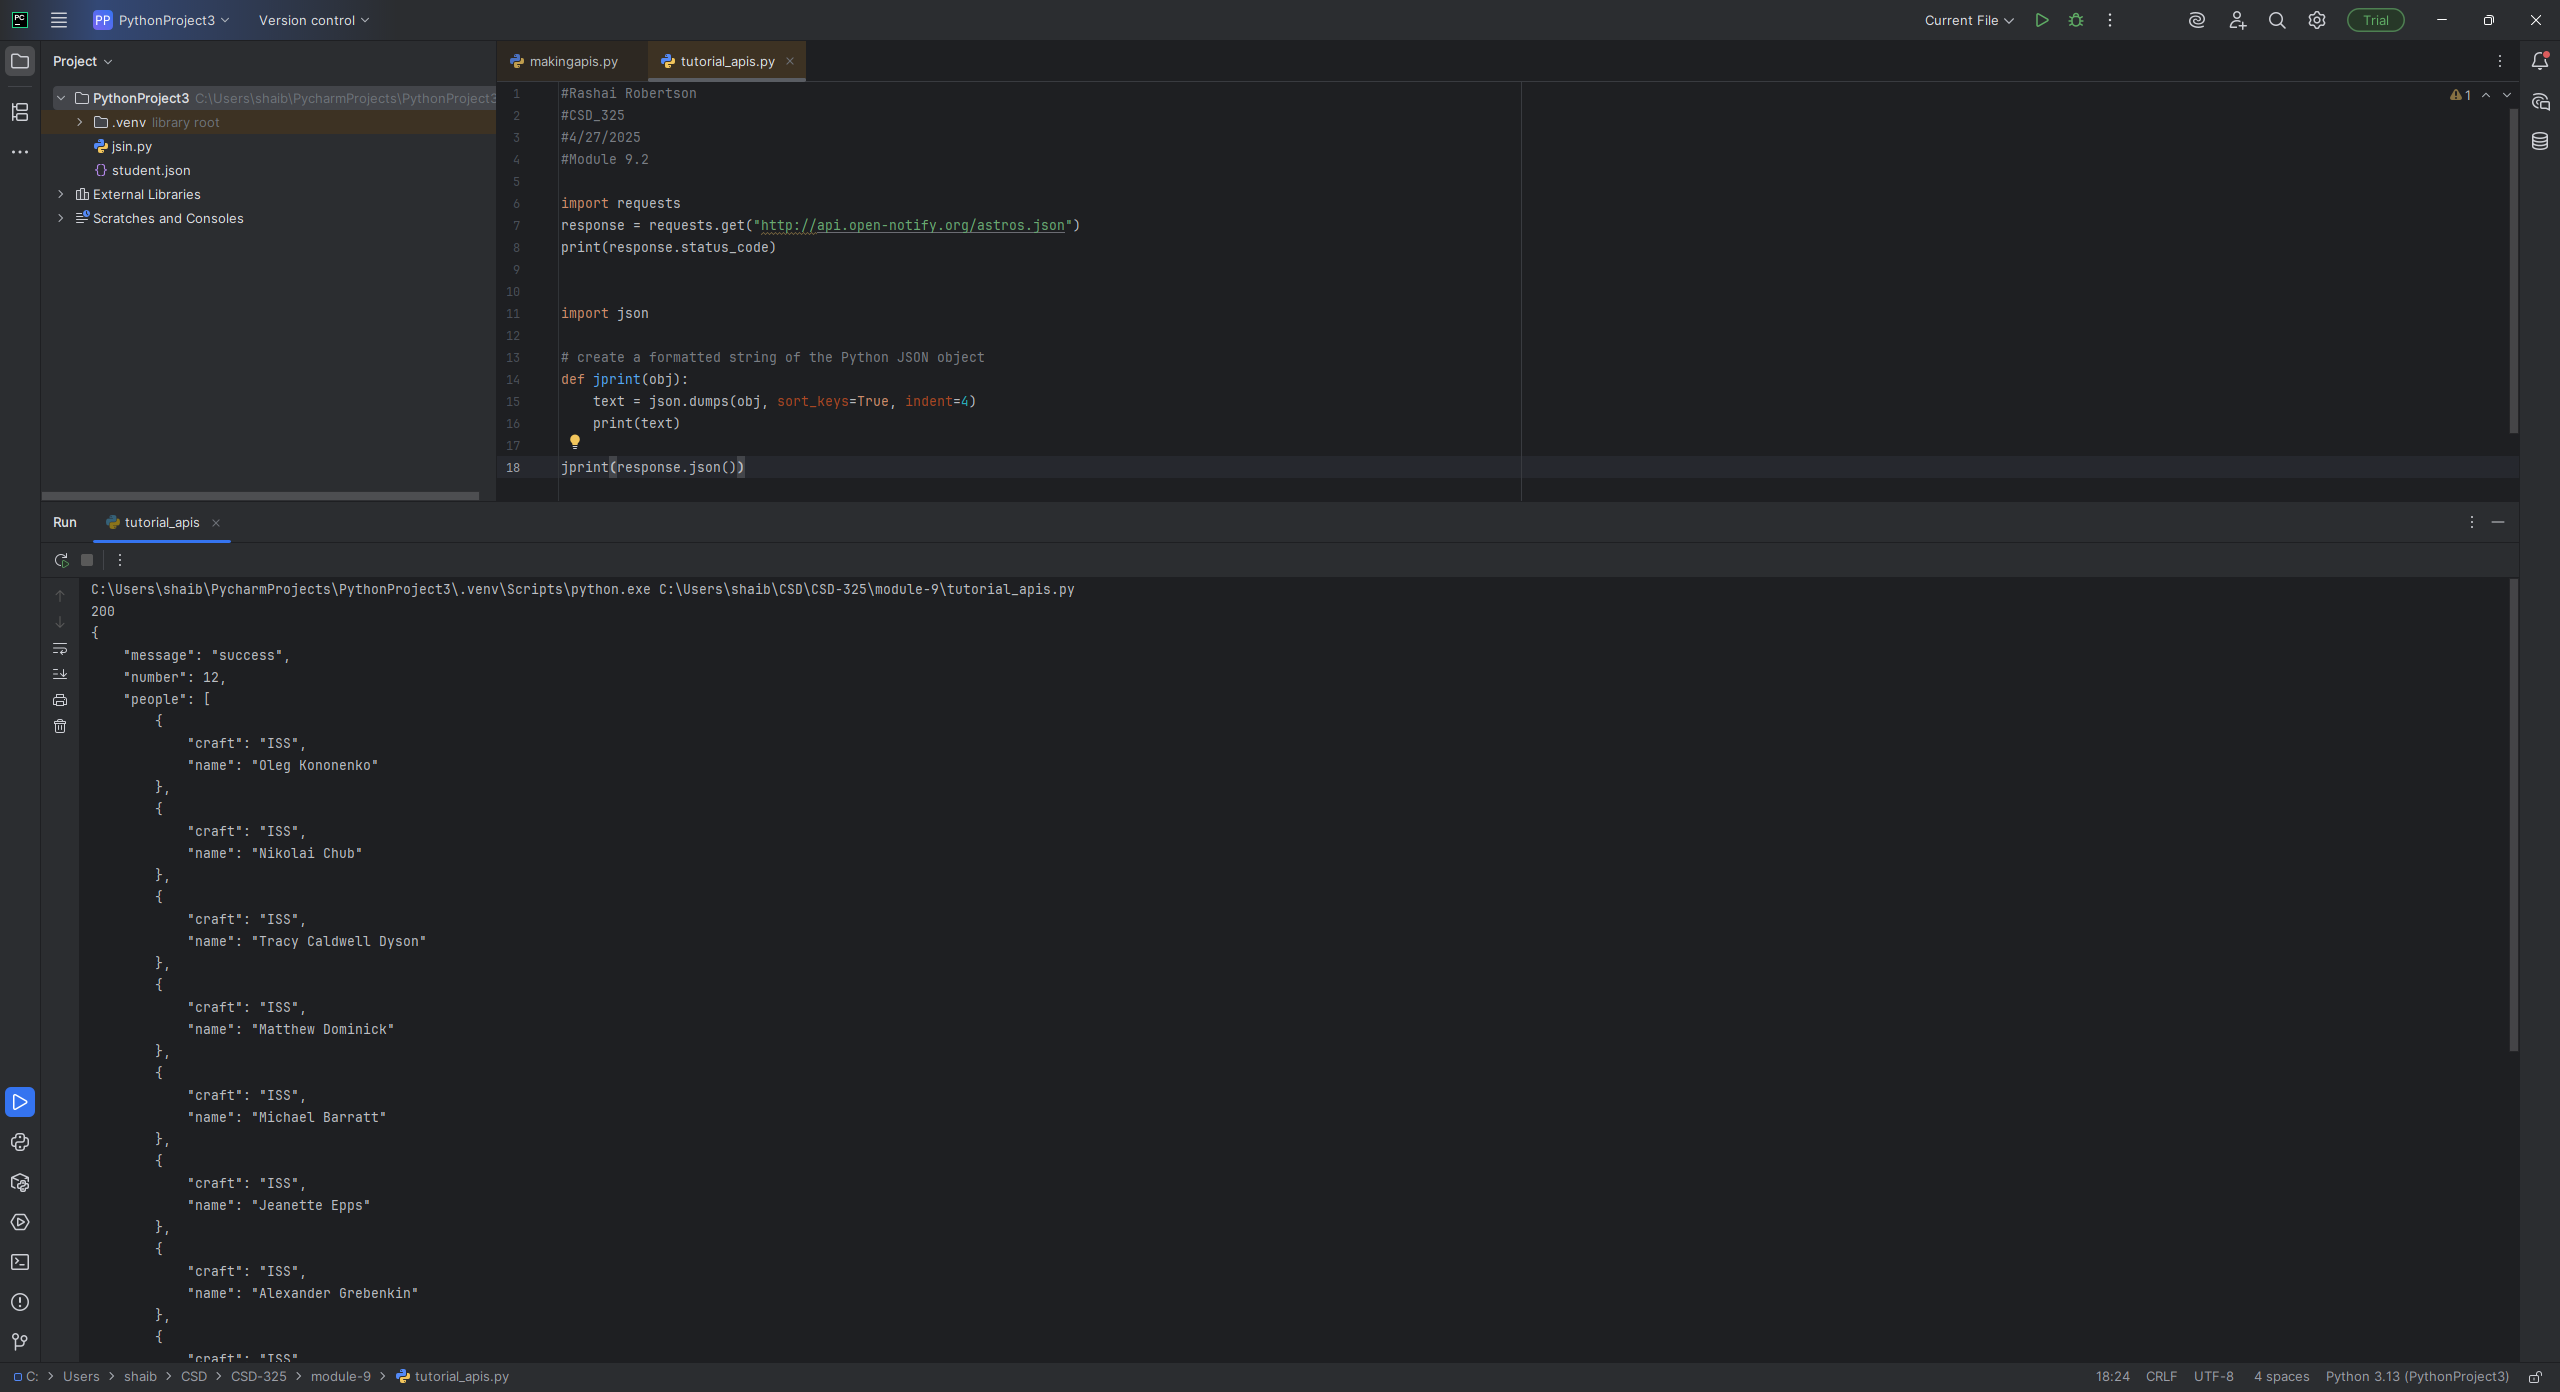 PC
PP PythonProject3 Version control Current File Trial
Project
PythonProject3 C:\Users\shaib\PycharmProjects\PythonProject3
.venv library root
jsin.py
student.json
External Libraries
Scratches and Consoles
makingapis.py tutorial_apis.py
1
1 #Rashai Robertson
2 #CSD_325
3 #4/27/2025
4 #Module 9.2
5
6 import requests
7 response = requests.get("http://api.open-notify.org/astros.json")
8 print(response.status_code)
9
10
11 import json
12
13 # create a formatted string of the Python JSON object
14 def jprint(obj):
15     text = json.dumps(obj, sort_keys=True, indent=4)
16     print(text)
17
18 jprint(response.json())
Run tutorial_apis
C:\Users\shaib\PycharmProjects\PythonProject3\.venv\Scripts\python.exe C:\Users\shaib\CSD\CSD-325\module-9\tutorial_apis.py
200
{
    "message": "success",
    "number": 12,
    "people": [
        {
            "craft": "ISS",
            "name": "Oleg Kononenko"
        },
        {
            "craft": "ISS",
            "name": "Nikolai Chub"
        },
        {
            "craft": "ISS",
            "name": "Tracy Caldwell Dyson"
        },
        {
            "craft": "ISS",
            "name": "Matthew Dominick"
        },
        {
            "craft": "ISS",
            "name": "Michael Barratt"
        },
        {
            "craft": "ISS",
            "name": "Jeanette Epps"
        },
        {
            "craft": "ISS",
            "name": "Alexander Grebenkin"
        },
        {
            "craft": "ISS"
C: > Users > shaib > CSD > CSD-325 > module-9 > tutorial_apis.py 18:24 CRLF UTF-8 4 spaces Python 3.13 (PythonProject3)